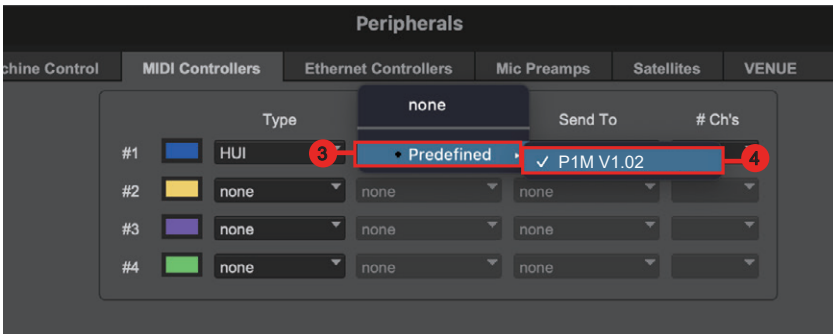 Peripherals
chine Control MIDI Controllers Ethernet Controllers Mic Preamps Satellites VENUE
Type none Send To # Ch's
#1 HUI 3 Predefined ✓ P1M V1.02 4
#2 none none none
#3 none none none
#4 none none none